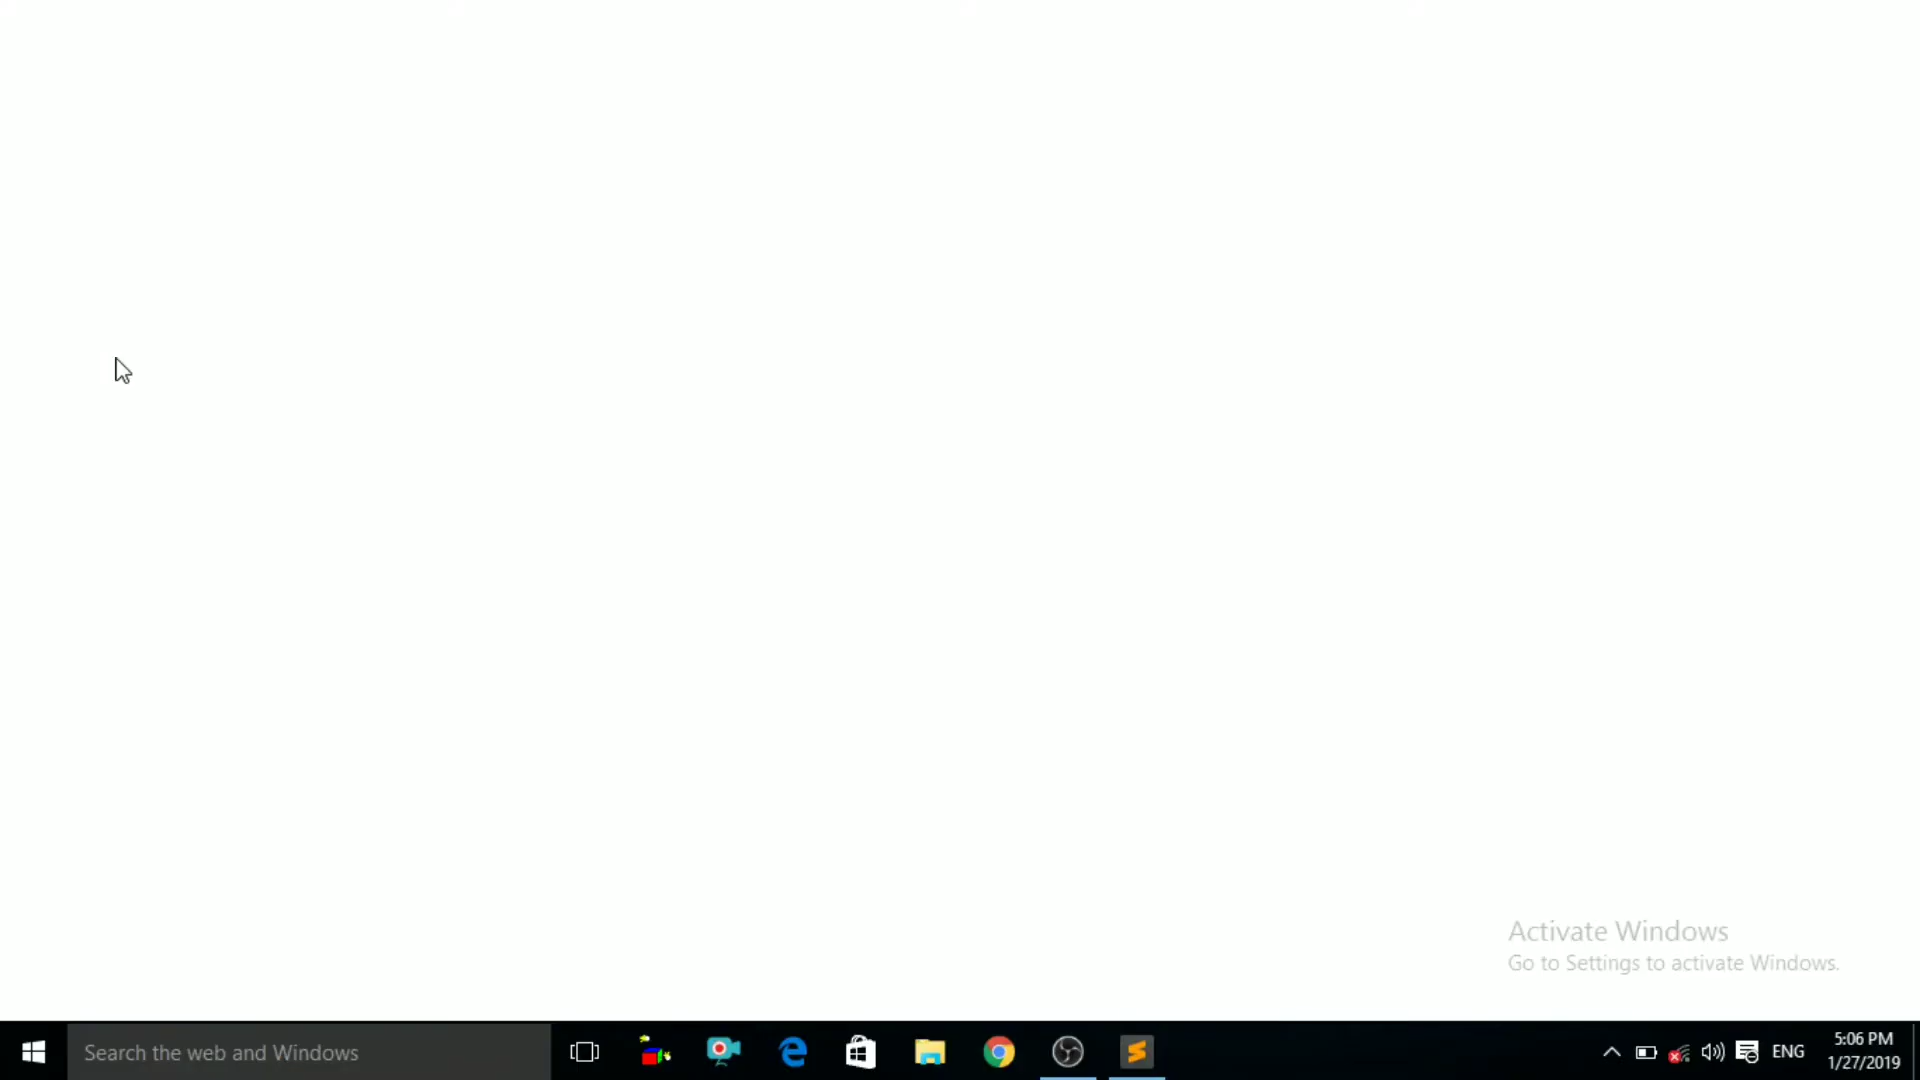 Activate Windows
Go to Settings to activate Windows.
Search the web and Windows
ENG
5:06 PM
1/27/2019